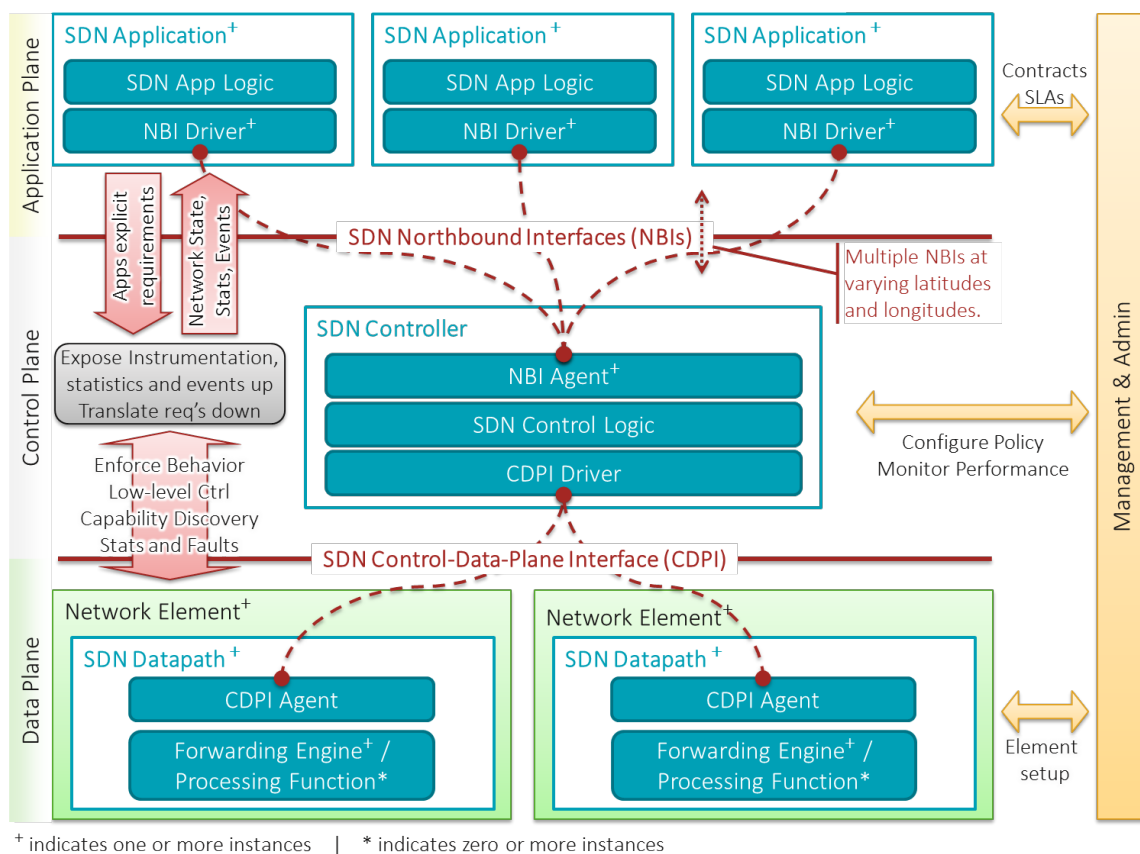 Application Plane
SDN Application+
SDN App Logic
NBI Driver+
SDN Application+
SDN App Logic
NBI Driver+
SDN Application+
SDN App Logic
NBI Driver+
Contracts
SLAs
Apps explicit
requirements
Network State,
Stats, Events
SDN Northbound Interfaces (NBIs)
Multiple NBIs at
varying latitudes
and longitudes.
Control Plane
Expose Instrumentation,
statistics and events up
Translate req's down
SDN Controller
NBI Agent+
SDN Control Logic
CDPI Driver
Configure Policy
Monitor Performance
Management & Admin
Enforce Behavior
Low-level Ctrl
Capability Discovery
Stats and Faults
SDN Control-Data-Plane Interface (CDPI)
Data Plane
Network Element+
SDN Datapath+
CDPI Agent
Forwarding Engine+ /
Processing Function*
Network Element+
SDN Datapath+
CDPI Agent
Forwarding Engine+ /
Processing Function*
Element
setup
+ indicates one or more instances | * indicates zero or more instances